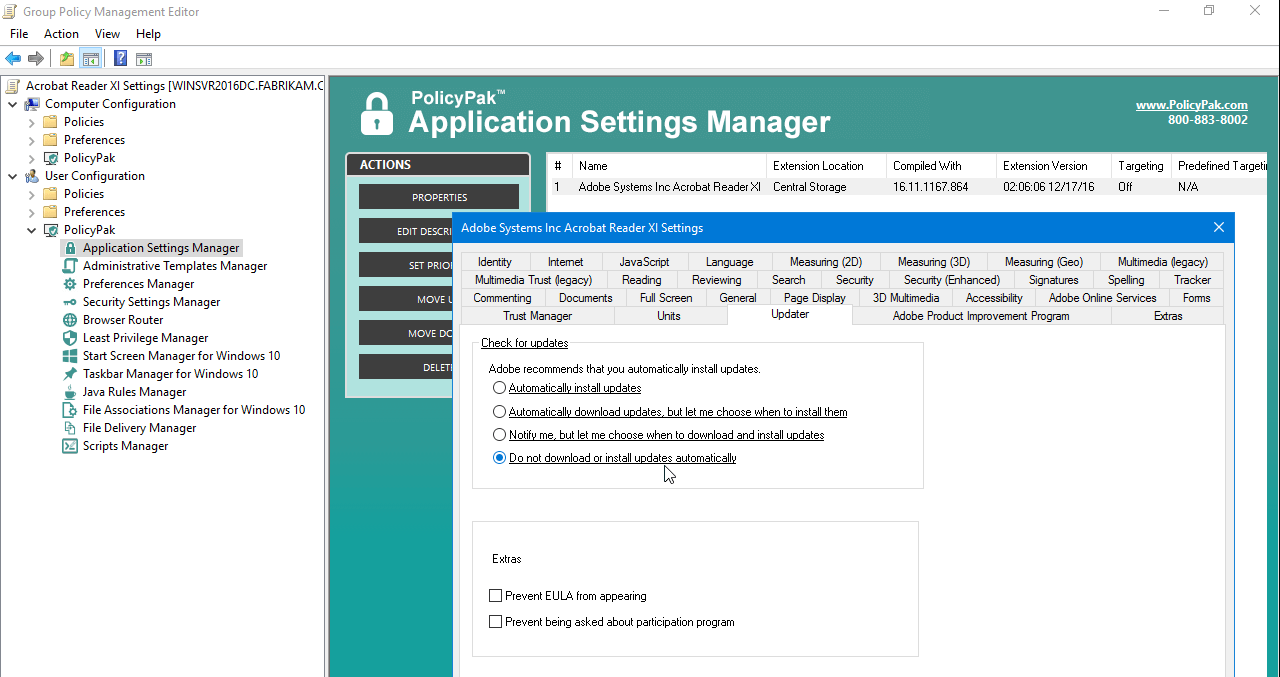 Group Policy Management Editor
File Action View Help
Acrobat Reader XI Settings [WINSVR2016DC.FABRIKAM.C
Computer Configuration
Policies
Preferences
PolicyPak
User Configuration
Policies
Preferences
PolicyPak
Application Settings Manager
Administrative Templates Manager
Preferences Manager
Security Settings Manager
Browser Router
Least Privilege Manager
Start Screen Manager for Windows 10
Taskbar Manager for Windows 10
Java Rules Manager
File Associations Manager for Windows 10
File Delivery Manager
Scripts Manager
PolicyPak™
Application Settings Manager
www.PolicyPak.com
800-883-8002
ACTIONS
PROPERTIES
EDIT DESCRI
SET PRIO
MOVE U
MOVE DO
DELET
# Name Extension Location Compiled With Extension Version Targeting Predefined Targeti
1 Adobe Systems Inc Acrobat Reader XI Central Storage 16.11.1167.864 02:06:06 12/17/16 Off N/A
Adobe Systems Inc Acrobat Reader XI Settings
Identity Internet JavaScript Language Measuring (2D) Measuring (3D) Measuring (Geo) Multimedia (legacy)
Multimedia Trust (legacy) Reading Reviewing Search Security Security (Enhanced) Signatures Spelling Tracker
Commenting Documents Full Screen General Page Display 3D Multimedia Accessibility Adobe Online Services Forms
Trust Manager Units Updater Adobe Product Improvement Program Extras
Check for updates
Adobe recommends that you automatically install updates.
Automatically install updates
Automatically download updates, but let me choose when to install them
Notify me, but let me choose when to download and install updates
Do not download or install updates automatically
Extras
Prevent EULA from appearing
Prevent being asked about participation program